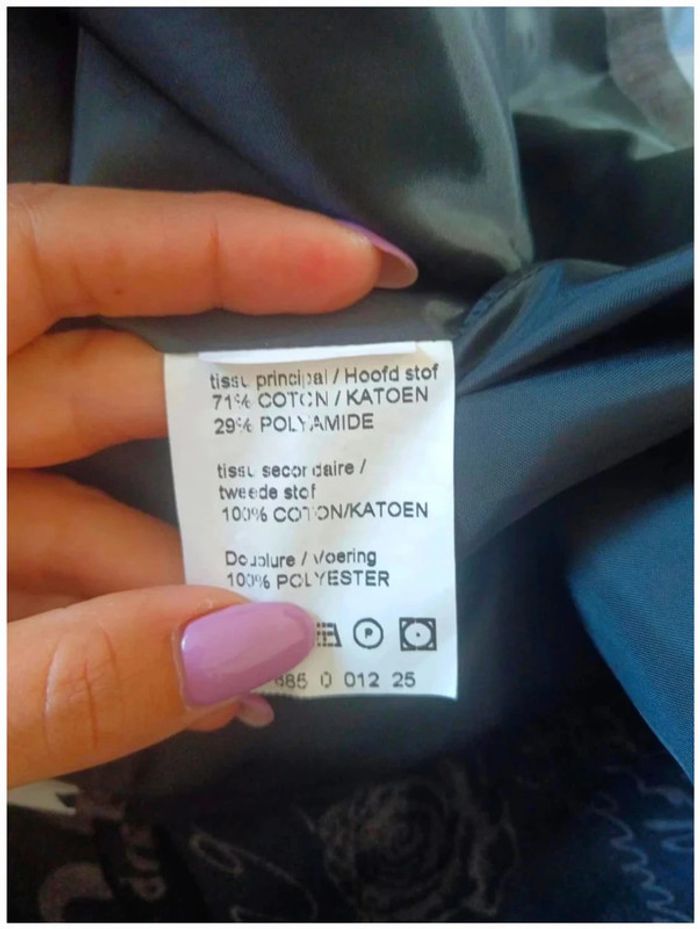 tissu principal / Hoofd stof
71% COTON / KATOEN
29% POLYAMIDE
tissu secondaire /
tweede stof
100% COTON/KATOEN
Doublure / Voering
100% POLYESTER
P
0 012 25